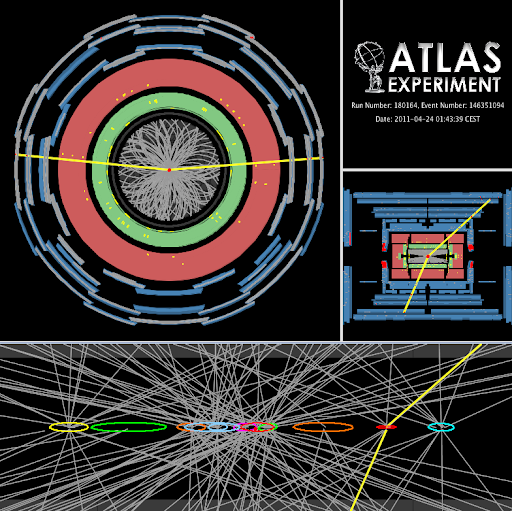 ATLAS
EXPERIMENT
Run Number: 180164, Event Number: 146351094
Date: 2011-04-24 01:43:39 CEST